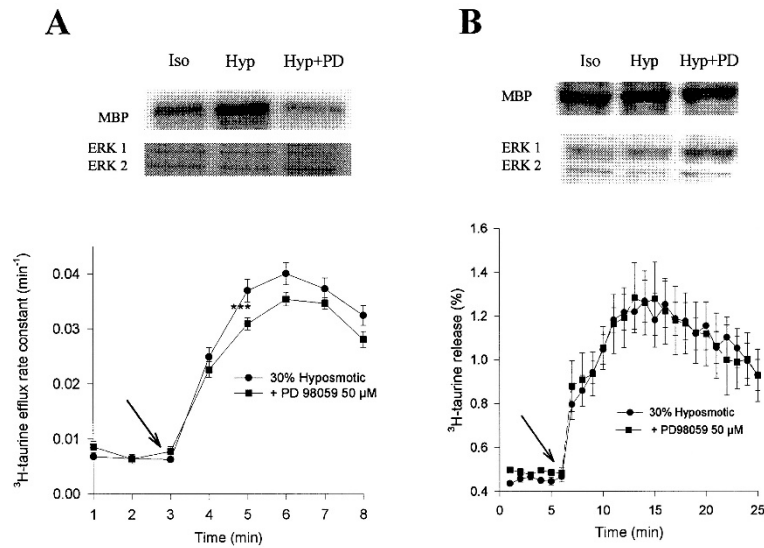 A
Iso Hyp Hyp+PD
MBP
ERK 1
ERK 2
³H-taurine efflux rate constant (min⁻¹)
0.04
0.03
0.02
0.01
0.00
***
30% Hyposmotic
+ PD 98059 50 µM
1 2 3 4 5 6 7 8
Time (min)
B
Iso Hyp Hyp+PD
MBP
ERK 1
ERK 2
³H-taurine release (%)
1.6
1.4
1.2
1.0
0.8
0.6
0.4
30% Hyposmotic
+ PD98059 50 µM
0 5 10 15 20 25
Time (min)